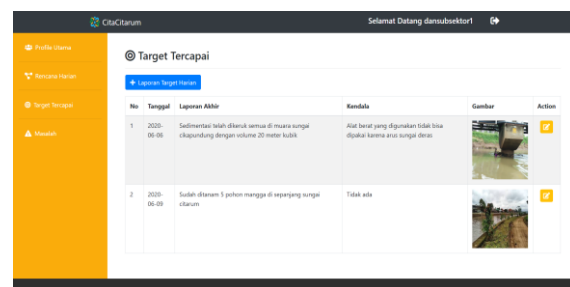 CitaCitarum
Selamat Datang dansubsektor1
Profile Utama
Rencana Harian
Target Tercapai
Masalah
Target Tercapai
+ Laporan Target Harian
No Tanggal Laporan Akhir Kendala Gambar Action
1 2020-06-08 Sedimentasi telah dikeruk semua di muara sungai
cikapundung dengan volume 20 meter kubik
Alat berat yang digunakan tidak bisa
dipakai karena arus sungai deras
2 2020-06-09 Sudah ditanam 5 pohon mangga di sepanjang sungai
citarum
Tidak ada